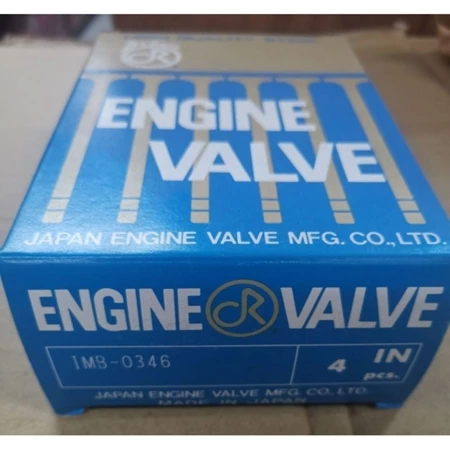 ENGINE
VALVE
JAPAN ENGINE VALVE MFG. CO., LTD.
ENGINE VALVE
IMB-0346
4 IN
pcs.
JAPAN ENGINE VALVE MFG. CO., LTD.
MADE IN JAPAN